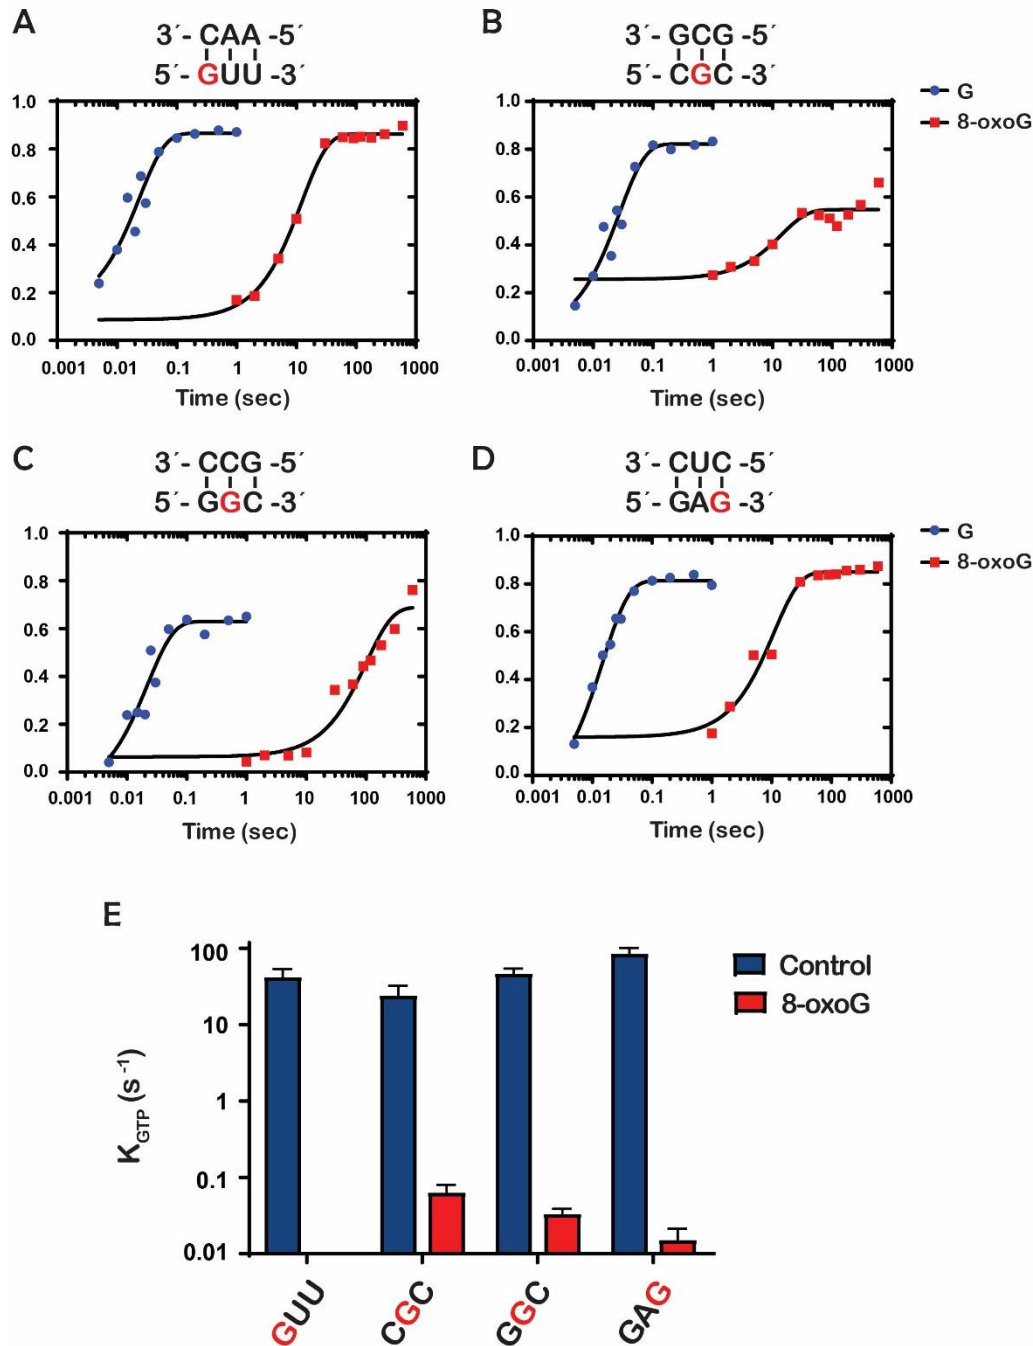 A
3´- CAA -5´
5´- GUU -3´
1.0
0.8
0.6
0.4
0.2
0.0
0.001 0.01 0.1 1 10 100 1000
Time (sec)
B
3´- GCG -5´
5´- CGC -3´
1.0
0.8
0.6
0.4
0.2
0.0
0.001 0.01 0.1 1 10 100 1000
Time (sec)
G
8-oxoG
C
3´- CCG -5´
5´- GGC -3´
1.0
0.8
0.6
0.4
0.2
0.0
0.001 0.01 0.1 1 10 100 1000
Time (sec)
D
3´- CUC -5´
5´- GAG -3´
1.0
0.8
0.6
0.4
0.2
0.0
0.001 0.01 0.1 1 10 100 1000
Time (sec)
G
8-oxoG
E
100
10
1
0.1
0.01
K_GTP (s⁻¹)
GUU CGC GGC GAG
Control
8-oxoG